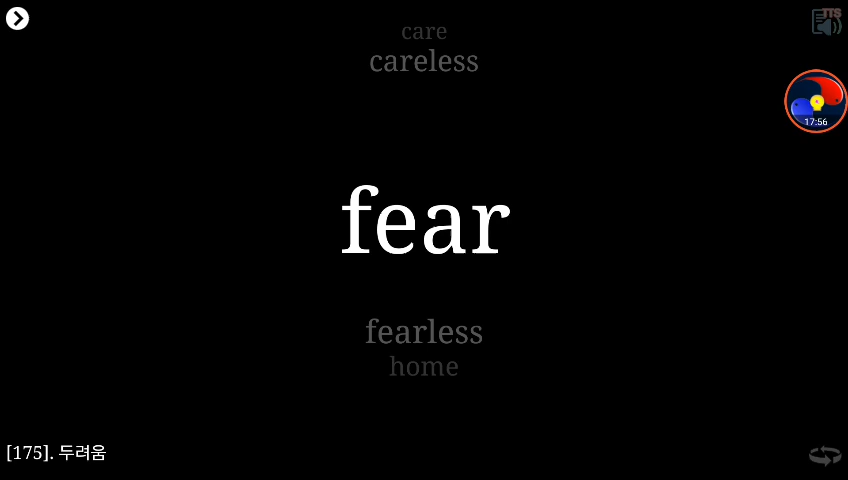 care
TTS
careless
17:56
fear
fearless
home
[175]. 두려움